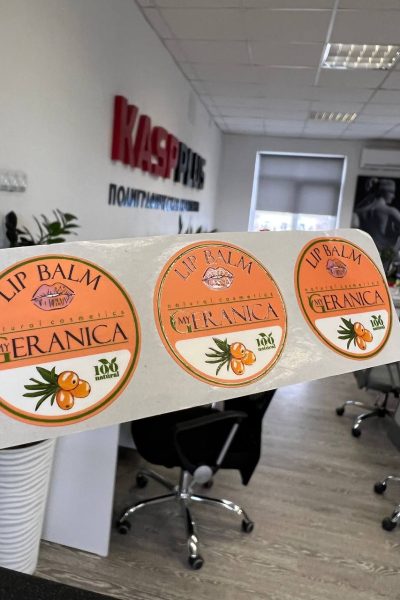 KASPPLUS
ПОЛИГРАФИЧЕСКАЯ
LIP BALM
natural cosmetics
MY GERANICA
100
natural
LIP BALM
natural cosmetics
MY GERANICA
100
natural
LIP BALM
natural cosmetics
MY GERANICA
100
natural